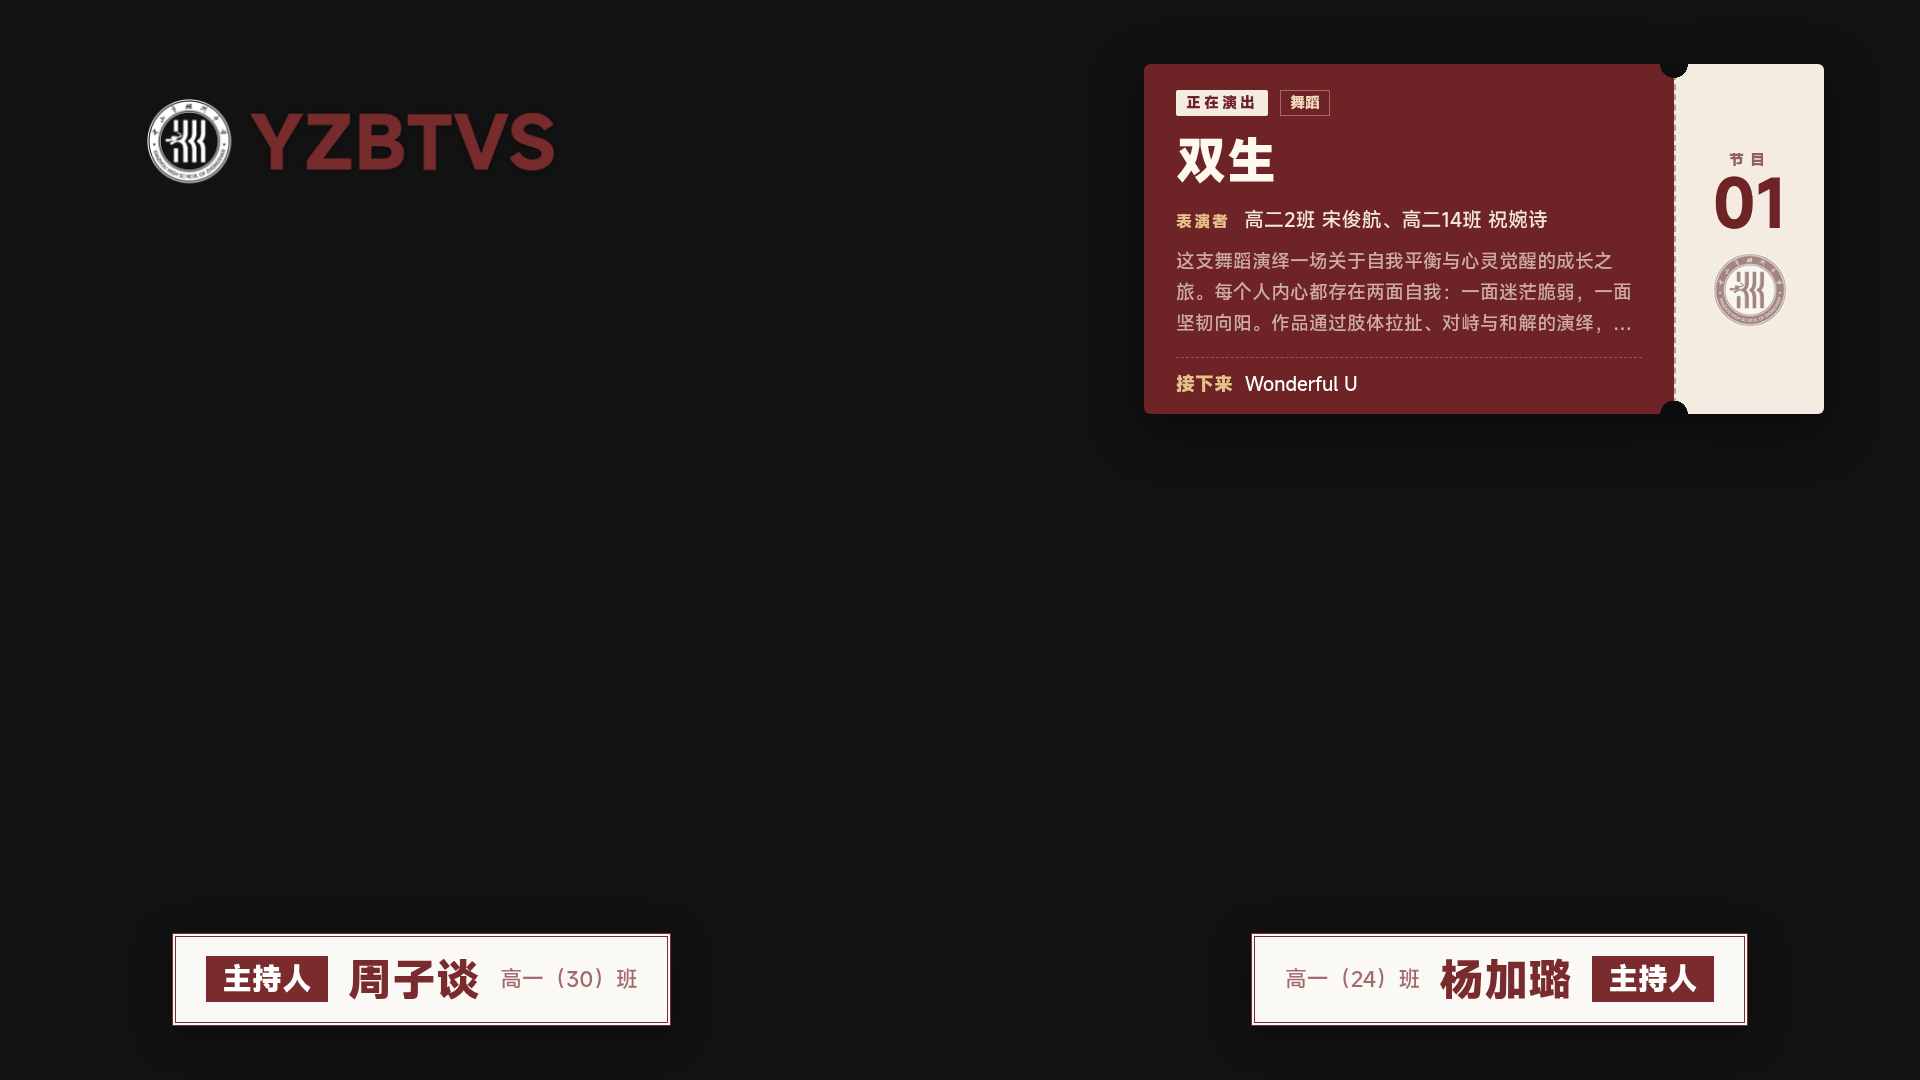 YZBTVS
正在演出 舞蹈
双生
表演者 高二2班 宋俊航、高二14班 祝婉诗
这支舞蹈演绎一场关于自我平衡与心灵觉醒的成长之
旅。每个人内心都存在两面自我：一面迷茫脆弱，一面
坚韧向阳。作品通过肢体拉扯、对峙与和解的演绎，...
接下来 Wonderful U
节目
01
主持人 周子谈 高一（30）班
高一（24）班 杨加璐 主持人